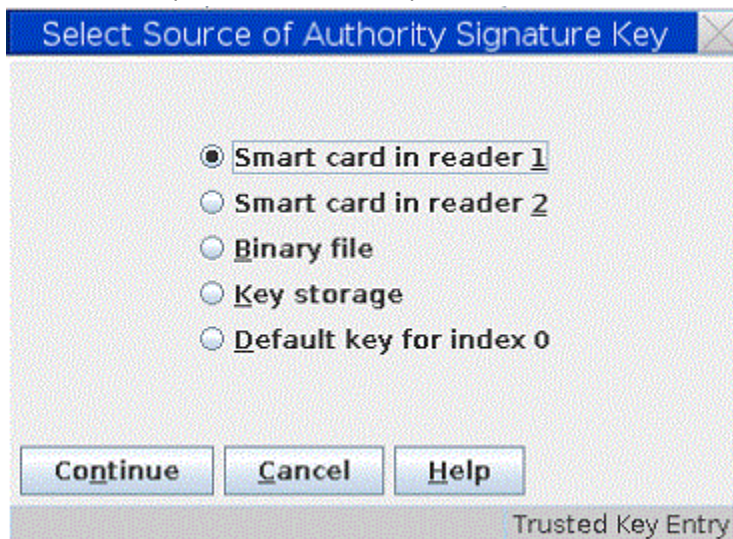 Select Source of Authority Signature Key
Smart card in reader 1
Smart card in reader 2
Binary file
Key storage
Default key for index 0
Continue Cancel Help
Trusted Key Entry